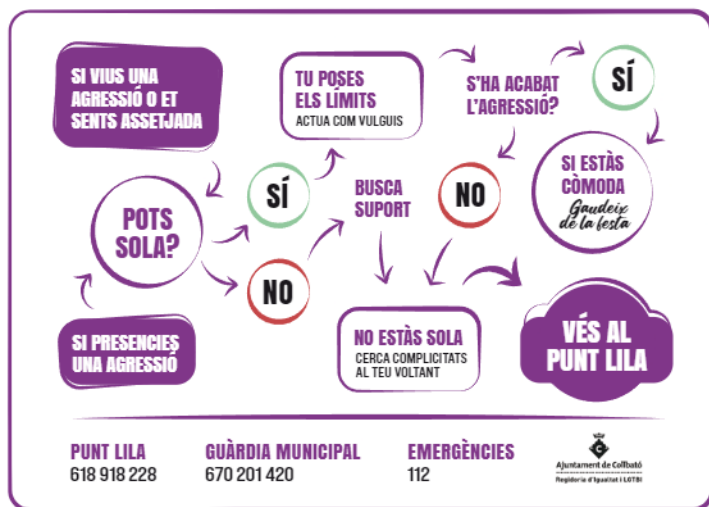 SI VIUS UNA
AGRESSIÓ O ET
SENTS ASSETJADA
TU POSES
ELS LÍMITS
ACTUA COM VULGUIS
S'HA ACABAT
L'AGRESSIÓ?
SÍ
POTS
SOLA?
SÍ
BUSCA
SUPORT
NO
SI ESTÀS
CÒMODA
Gaudeix
de la festa
NO
SI PRESENCIES
UNA AGRESSIÓ
NO ESTÀS SOLA
CERCA COMPLICITATS
AL TEU VOLTANT
VÉS AL
PUNT LILA
PUNT LILA
618 918 228
GUÀRDIA MUNICIPAL
670 201 420
EMERGÈNCIES
112
C
Ajuntament de Collbató
Regidoria d'Igualtat i LGTBI